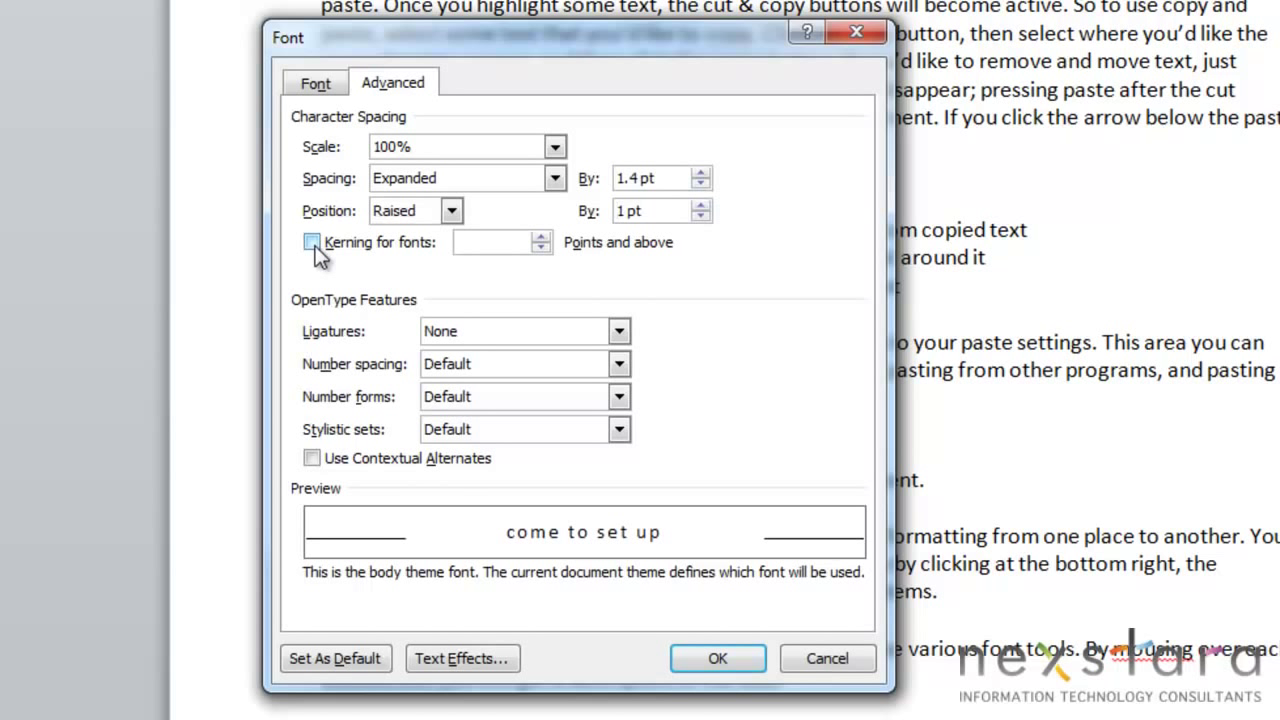 paste. Once you highlight some text, the cut & copy buttons will become active. So to use copy and
Font
button, then select where you'd like the
'd like to remove and move text, just
Font Advanced
sappear; pressing paste after the cut
Character Spacing
nent. If you click the arrow below the past
Scale: 100%
Spacing: Expanded By: 1.4 pt
Position: Raised By: 1 pt
om copied text
Kerning for fonts: Points and above
around it
OpenType Features
Ligatures: None
o your paste settings. This area you can
Number spacing: Default
asting from other programs, and pasting
Number forms: Default
Stylistic sets: Default
Use Contextual Alternates
ent.
Preview
come to set up
ormatting from one place to another. You
by clicking at the bottom right, the
This is the body theme font. The current document theme defines which font will be used.
ems.
Set As Default Text Effects... OK Cancel
e various font tools. By mousing over each
nexstara
INFORMATION TECHNOLOGY CONSULTANTS